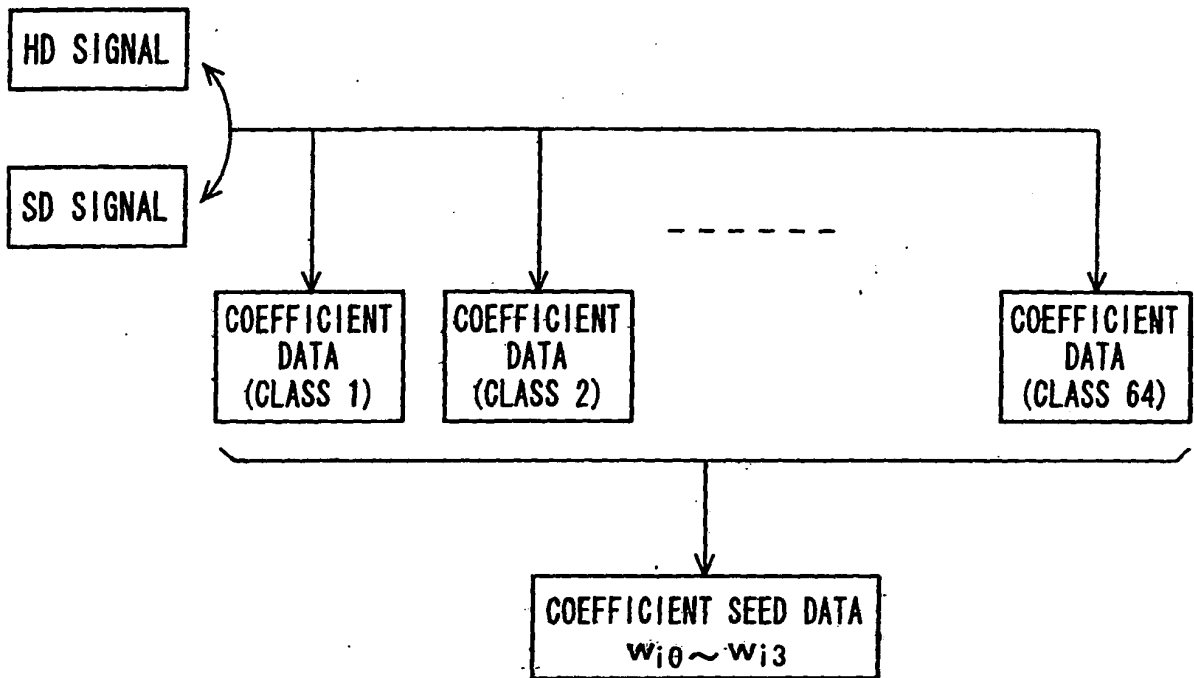 HD SIGNAL
SD SIGNAL
COEFFICIENT
DATA
(CLASS 1)
COEFFICIENT
DATA
(CLASS 2)
COEFFICIENT
DATA
(CLASS 64)
COEFFICIENT SEED DATA
wi0~wi3